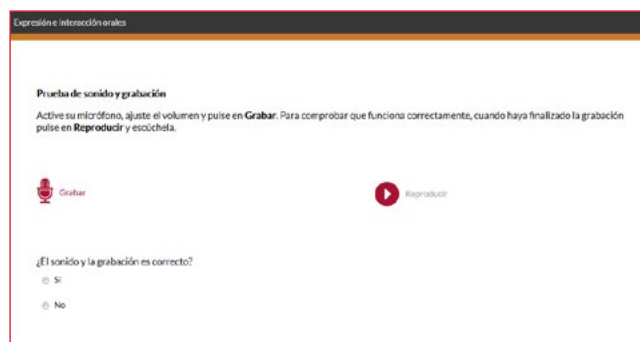 Expresión e interacción orales
Prueba de sonido y grabación
Active su micrófono, ajuste el volumen y pulse en Grabar. Para comprobar que funciona correctamente, cuando haya finalizado la grabación
pulse en Reproducir y escúchela.
Grabar
Reproducir
¿El sonido y la grabación es correcto?
Sí
No